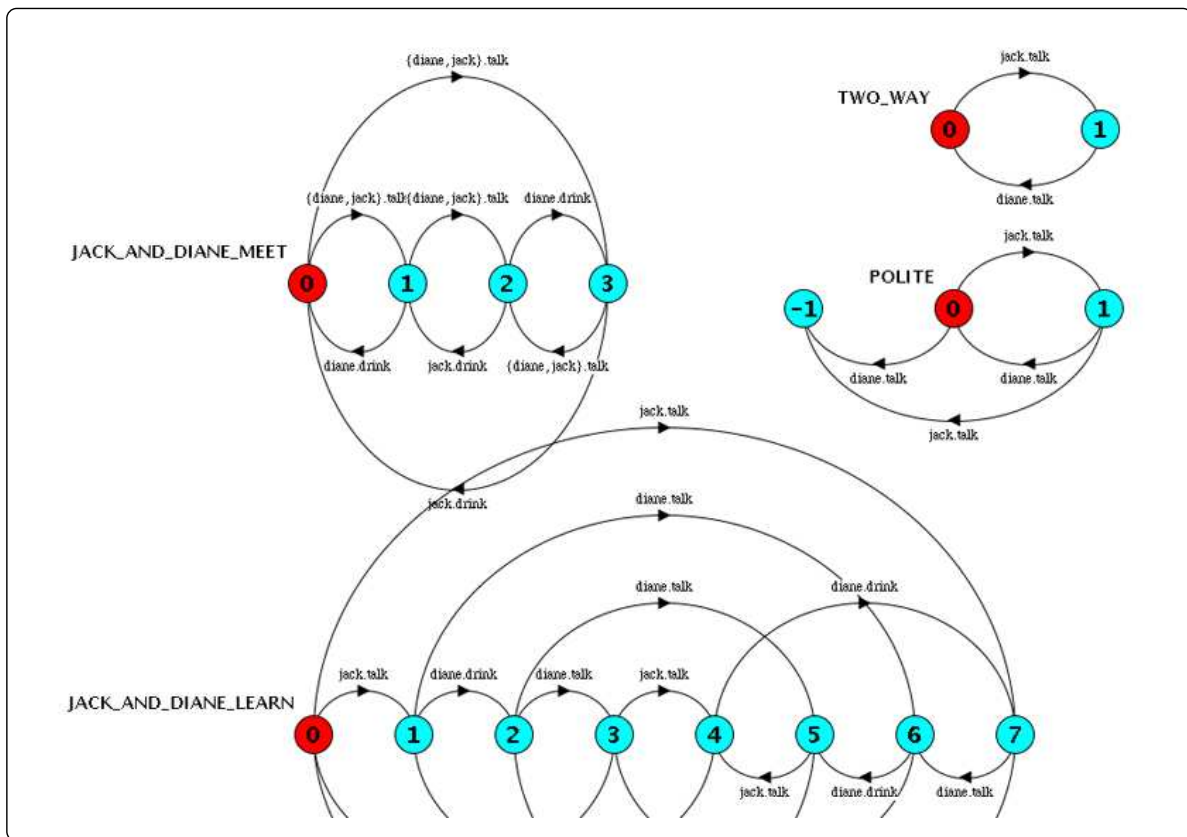 {diane,jack}.talk
{diane,jack}.talk
{diane,jack}.talk
diane.drink
JACK_AND_DIANE_MEET
0
1
2
3
diane.drink
jack.drink
{diane,jack}.talk
jack.drink
jack.talk
TWO_WAY
0
1
diane.talk
jack.talk
POLITE
-1
0
1
diane.talk
diane.talk
jack.talk
jack.talk
diane.talk
diane.talk
diane.drink
jack.talk
diane.drink
diane.talk
jack.talk
JACK_AND_DIANE_LEARN
0
1
2
3
4
5
6
7
jack.talk
diane.drink
diane.talk